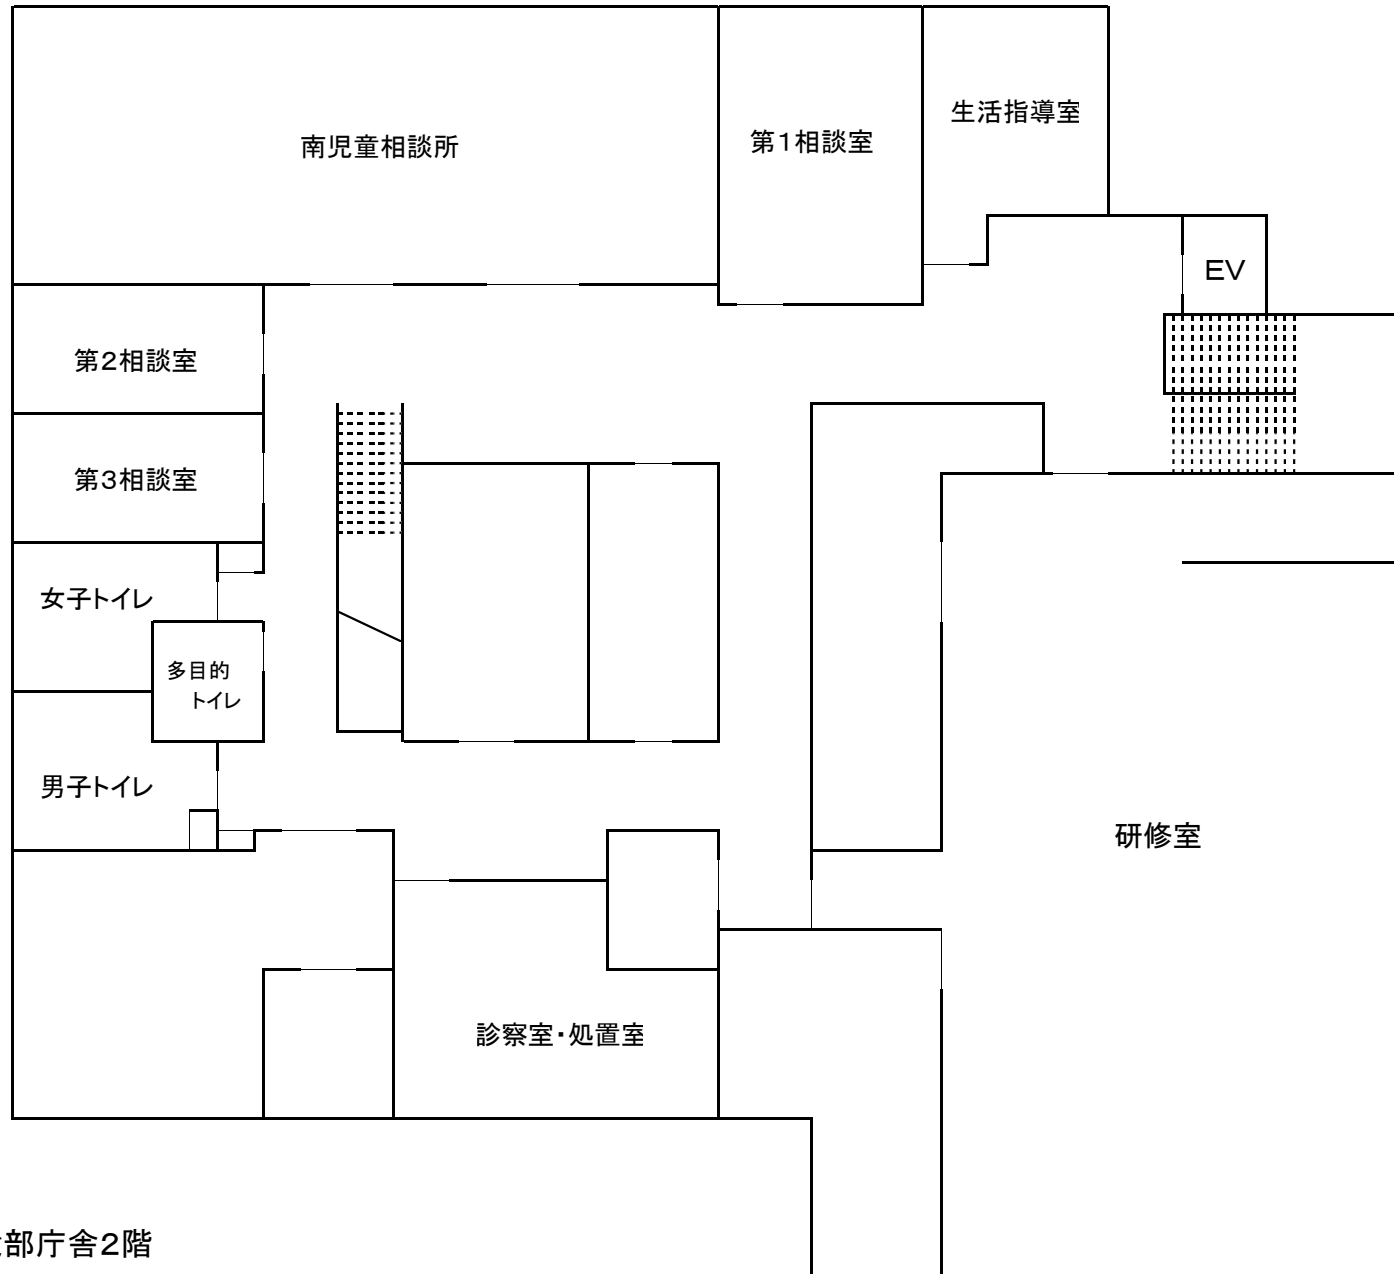 生活指導室
第1相談室
南児童相談所
EV
第2相談室
第3相談室
女子トイレ
多目的
トイレ
男子トイレ
研修室
診察室・処置室
部庁舎2階